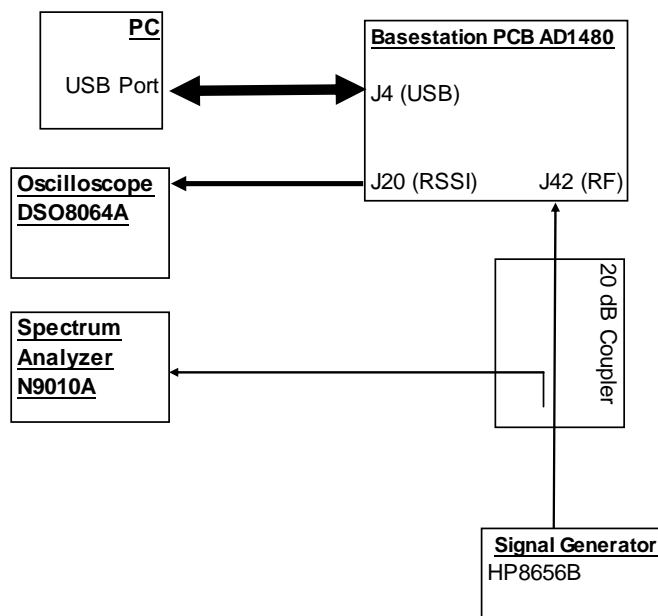 PC
USB Port
Basestation PCB AD1480
J4 (USB)
J20 (RSSI)
J42 (RF)
Oscilloscope
DSO8064A
20 dB Coupler
Spectrum
Analyzer
N9010A
Signal Generator
HP8656B